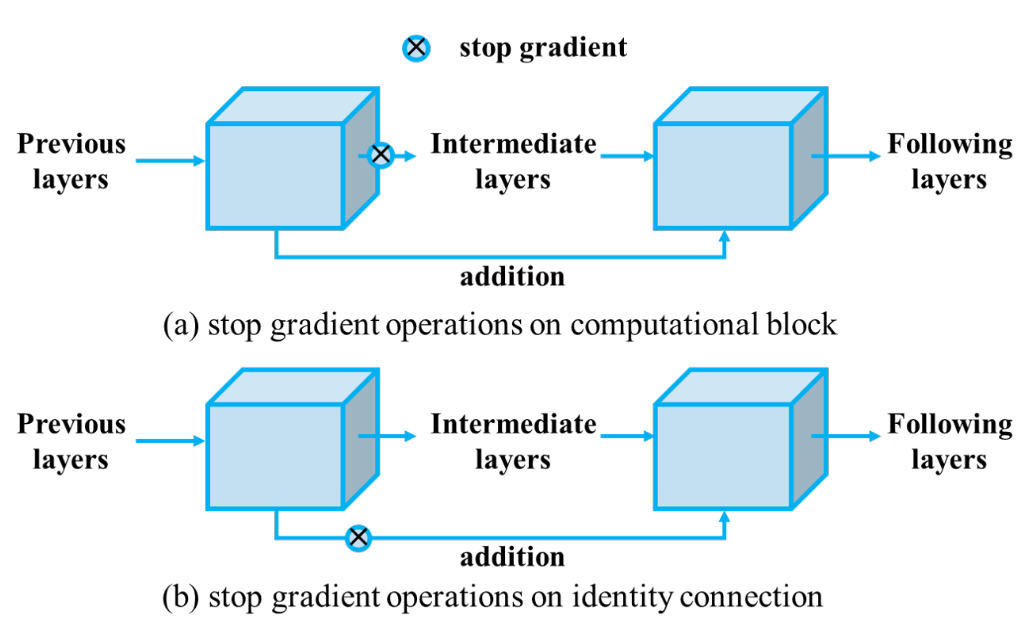 stop gradient
Previous
layers
Intermediate
layers
Following
layers
addition
(a) stop gradient operations on computational block
Previous
layers
Intermediate
layers
Following
layers
addition
(b) stop gradient operations on identity connection